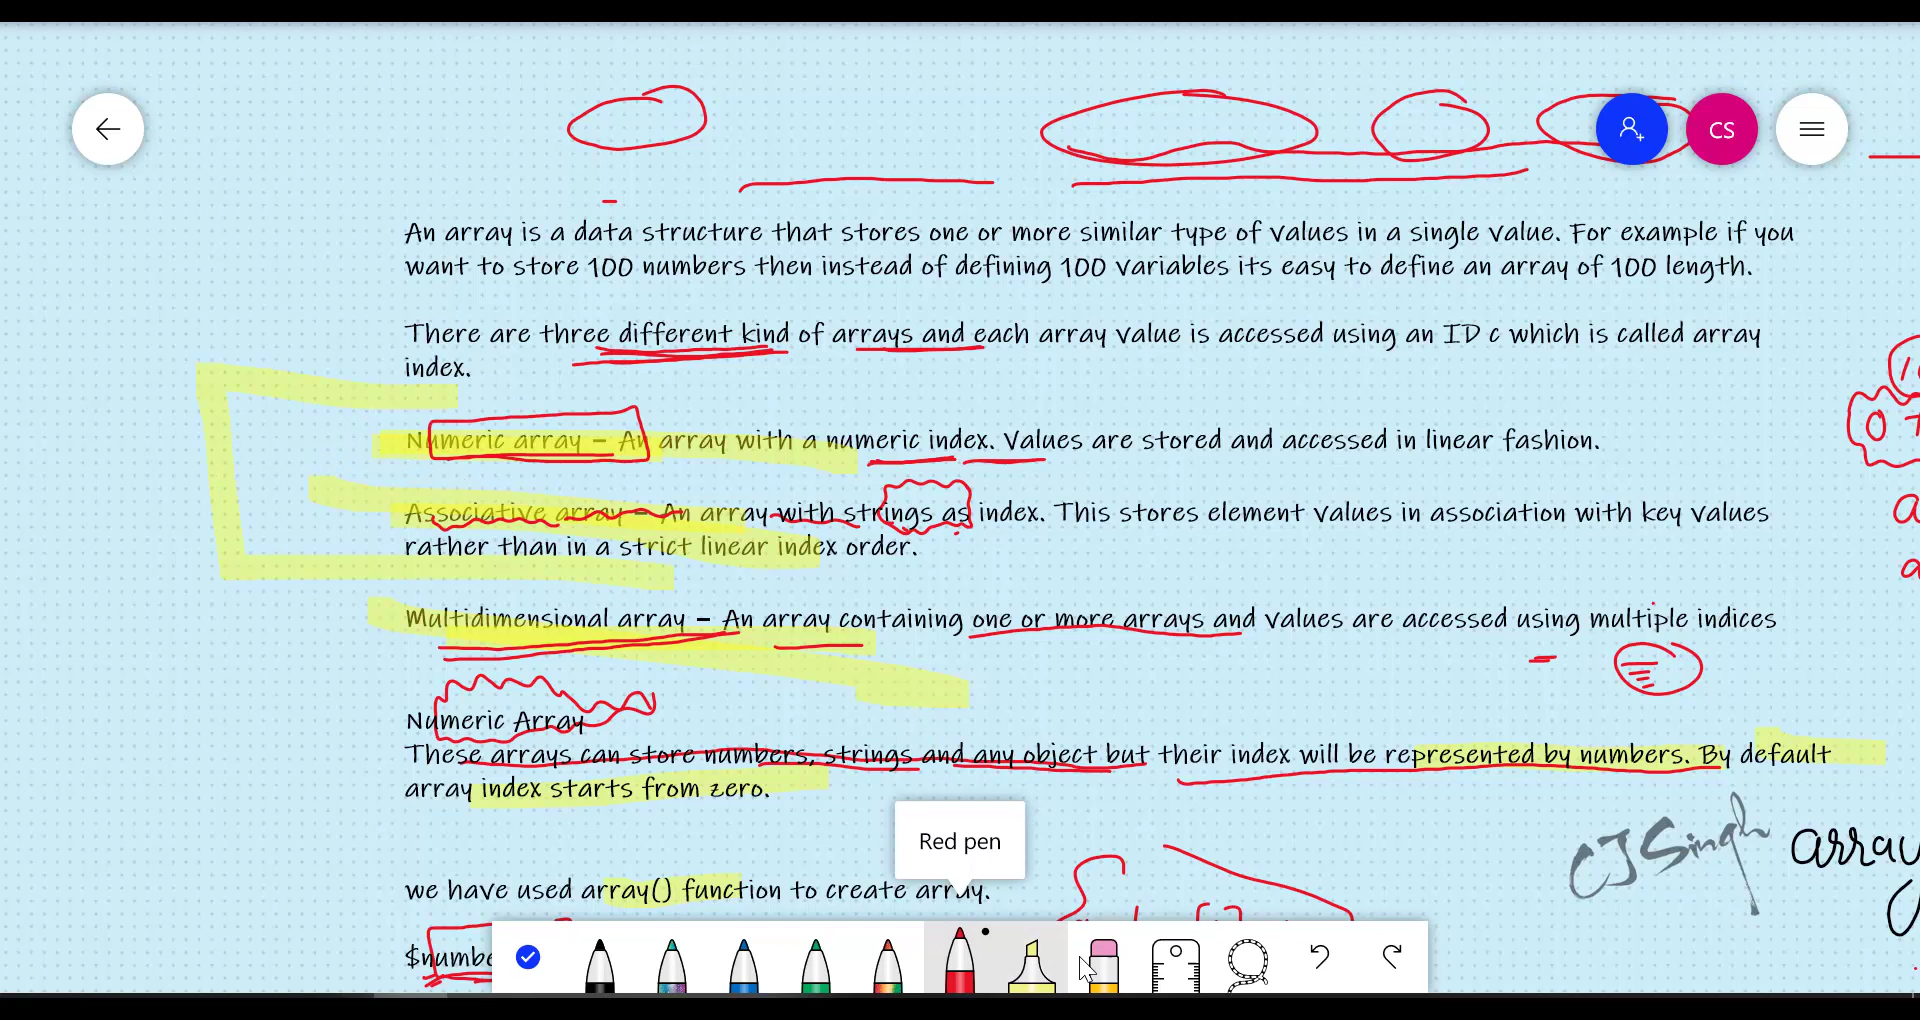 CS
An array is a data structure that stores one or more similar type of values in a single value. For example if you
want to store 100 numbers then instead of defining 100 variables its easy to define an array of 100 length.
There are three different kind of arrays and each array value is accessed using an ID c which is called array
index.
Numeric array – An array with a numeric index. Values are stored and accessed in linear fashion.
Associative array – An array with strings as index. This stores element values in association with key values
rather than in a strict linear index order.
Multidimensional array – An array containing one or more arrays and values are accessed using multiple indices
Numeric Array
These arrays can store numbers, strings and any object but their index will be represented by numbers. By default
array index starts from zero.
Red pen
CJ Singh
array
we have used array() function to create array.
$numbe